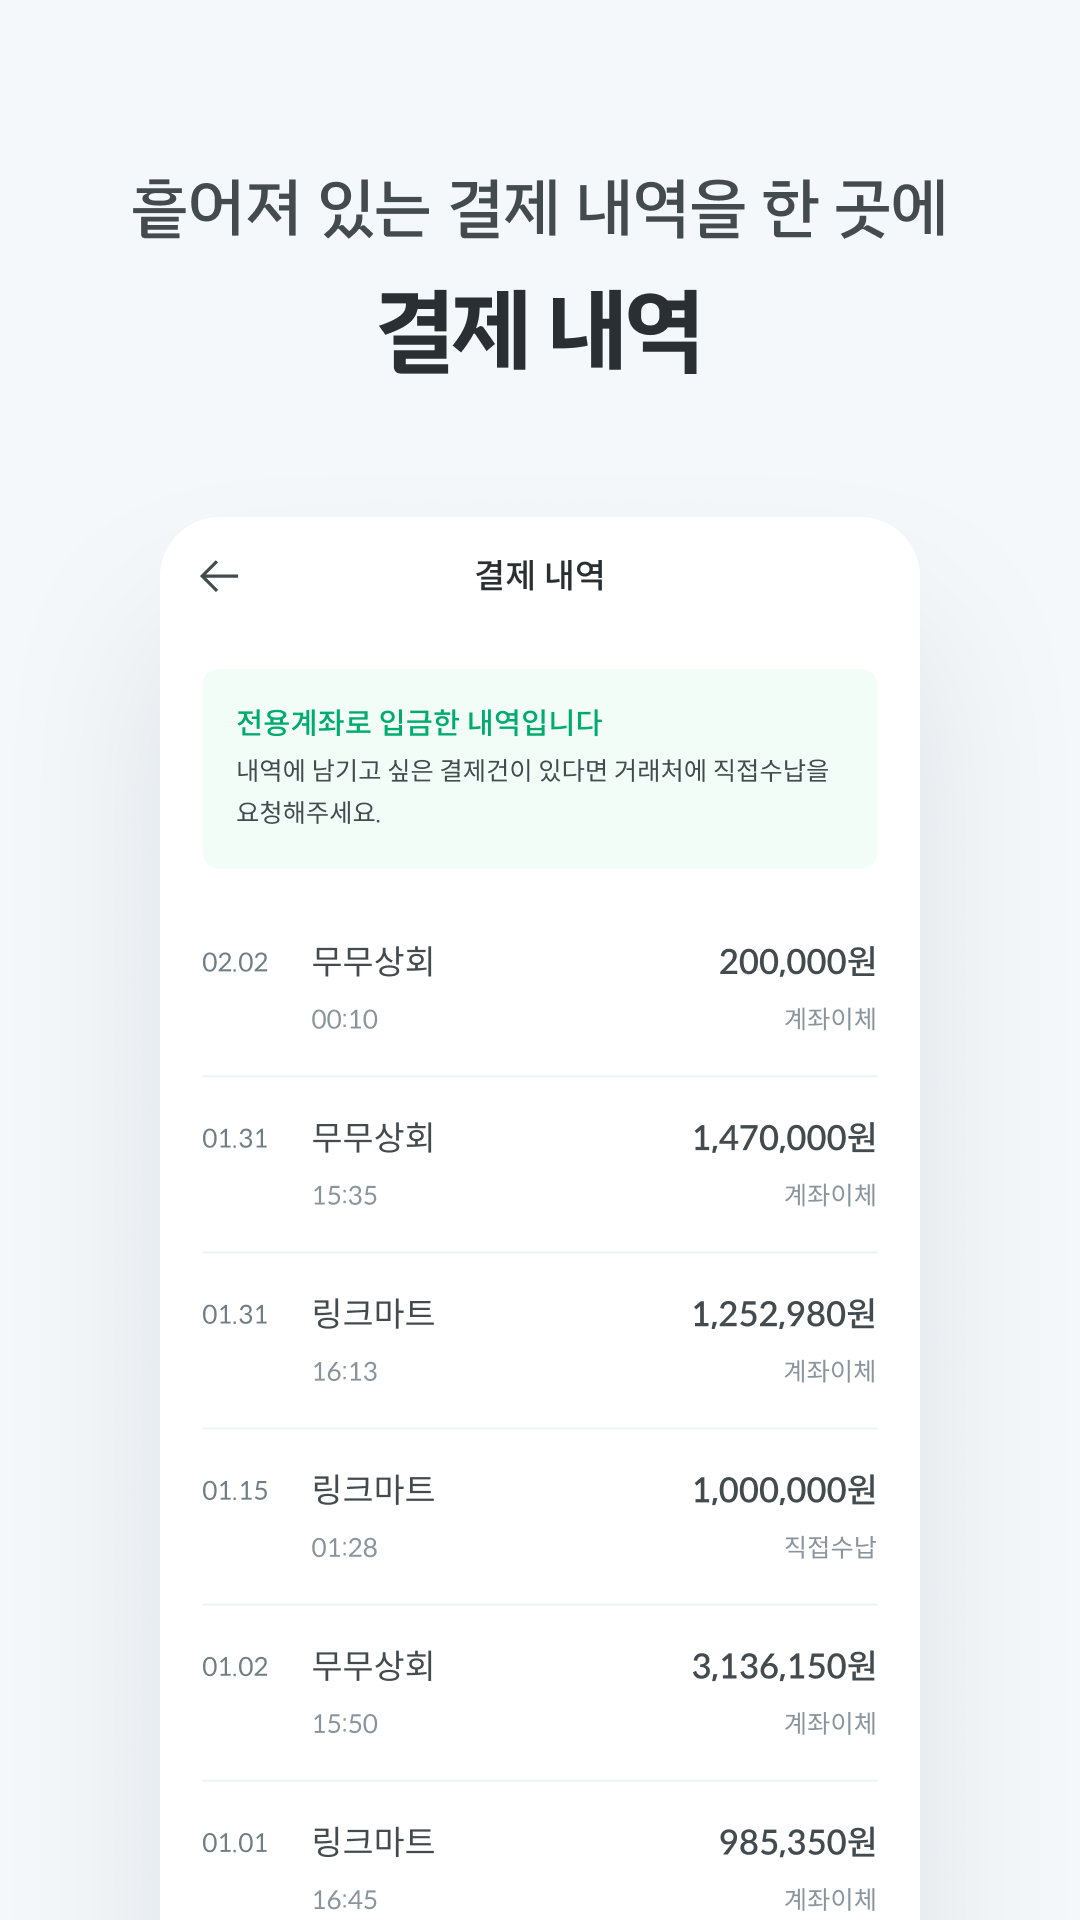 흩어져 있는 결제 내역을 한 곳에
결제 내역
결제 내역
전용계좌로 입금한 내역입니다
내역에 남기고 싶은 결제건이 있다면 거래처에 직접수납을
요청해주세요.
02.02 무무상회 200,000원
00:10 계좌이체
01.31 무무상회 1,470,000원
15:35 계좌이체
01.31 링크마트 1,252,980원
16:13 계좌이체
01.15 링크마트 1,000,000원
01:28 직접수납
01.02 무무상회 3,136,150원
15:50 계좌이체
01.01 링크마트 985,350원
16:45 계좌이체